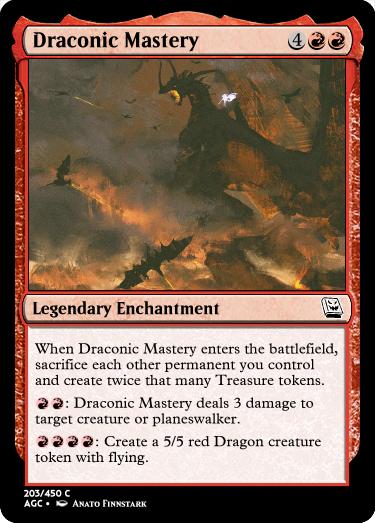 Draconic Mastery 4
Legendary Enchantment
When Draconic Mastery enters the battlefield,
sacrifice each other permanent you control
and create twice that many Treasure tokens.
: Draconic Mastery deals 3 damage to
target creature or planeswalker.
: Create a 5/5 red Dragon creature
token with flying.
203/450 C
AGC • Anato Finnstark